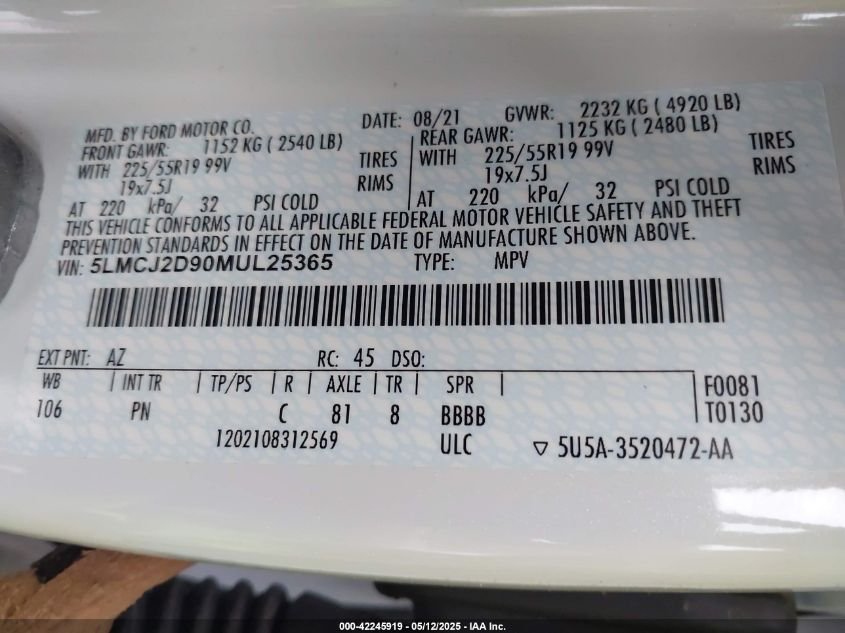 MFD. BY FORD MOTOR CO. DATE: 08/21 GVWR: 2232 KG ( 4920 LB)
FRONT GAWR: 1152 KG ( 2540 LB) REAR GAWR: 1125 KG ( 2480 LB)
WITH 225/55R19 99V TIRES WITH 225/55R19 99V TIRES
19x7.5J RIMS 19x7.5J RIMS
AT 220 kPa/ 32 PSI COLD AT 220 kPa/ 32 PSI COLD
THIS VEHICLE CONFORMS TO ALL APPLICABLE FEDERAL MOTOR VEHICLE SAFETY AND THEFT
PREVENTION STANDARDS IN EFFECT ON THE DATE OF MANUFACTURE SHOWN ABOVE.
VIN: 5LMCJ2D90MUL25365 TYPE: MPV
EXT PNT: AZ RC: 45 DSO:
WB INT TR TP/PS R AXLE TR SPR F0081
106 PN C 81 8 BBBB T0130
1202108312569 ULC ▽ 5U5A-3520472-AA
000-42245919 - 05/12/2025 - IAA Inc.